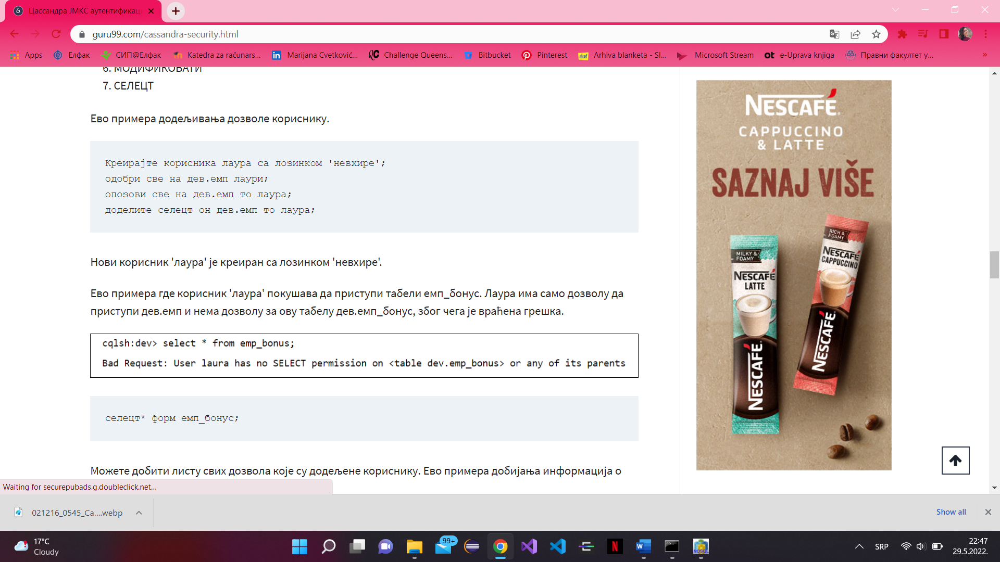 Цассандра ЈМКС аутентификац
guru99.com/cassandra-security.html
Apps
Елфак
СИП@Елфак
Katedra za računars...
Marijana Cvetković...
Challenge Queens...
Bitbucket
Pinterest
Arhiva blanketa - Sl...
Microsoft Stream
e-Uprava knjiga
Правни факултет у...
6. МОДИФИКОВАТИ
7. СЕЛЕЦТ
Ево примера додељивања дозволе кориснику.
Креирајте корисника лаура са лозинком 'невхире';
одобри све на дев.емп лаури;
опозови све на дев.емп то лаура;
доделите селецт он дев.емп то лаура;
Нови корисник 'лаура' је креиран са лозинком 'невхире'.
Ево примера где корисник 'лаура' покушава да приступи табели емп_бонус. Лаура има само дозволу да
приступи дев.емп и нема дозволу за ову табелу дев.емп_бонус, због чега је враћена грешка.
cqlsh:dev> select * from emp_bonus;
Bad Request: User laura has no SELECT permission on <table dev.emp_bonus> or any of its parents
селецт* форм емп_бонус;
Можете добити листу свих дозвола које су додељене кориснику. Ево примера добијања информација о
NESCAFÉ.
CAPPUCCINO
& LATTE
SAZNAJ VIŠE
MILKY &
FOAMY
NESCAFÉ
LATTE
NESCAFÉ.
RICH &
FOAMY
NESCAFÉ
CAPPUCCINO
NESCAFÉ.
Waiting for securepubads.g.doubleclick.net...
021216_0545_Ca....webp
Show all
17°C
Cloudy
99+
NOSQL
SRP
22:47
29.5.2022.